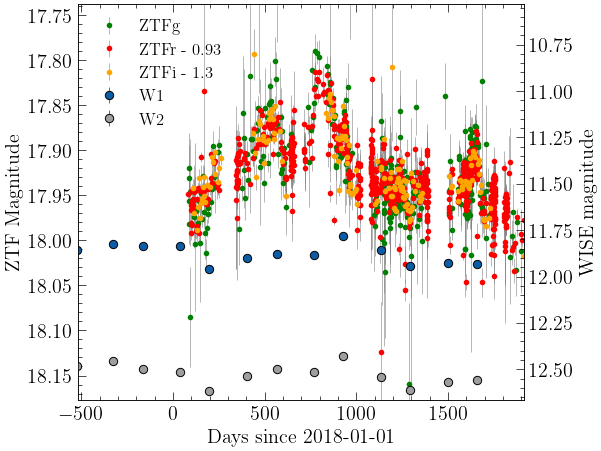 17.75
17.80
17.85
17.90
17.95
18.00
18.05
18.10
18.15
ZTF Magnitude
ZTFg
ZTFr - 0.93
ZTFi - 1.3
W1
W2
10.75
11.00
11.25
11.50
11.75
12.00
12.25
12.50
WISE magnitude
−500
0
500
1000
1500
Days since 2018-01-01